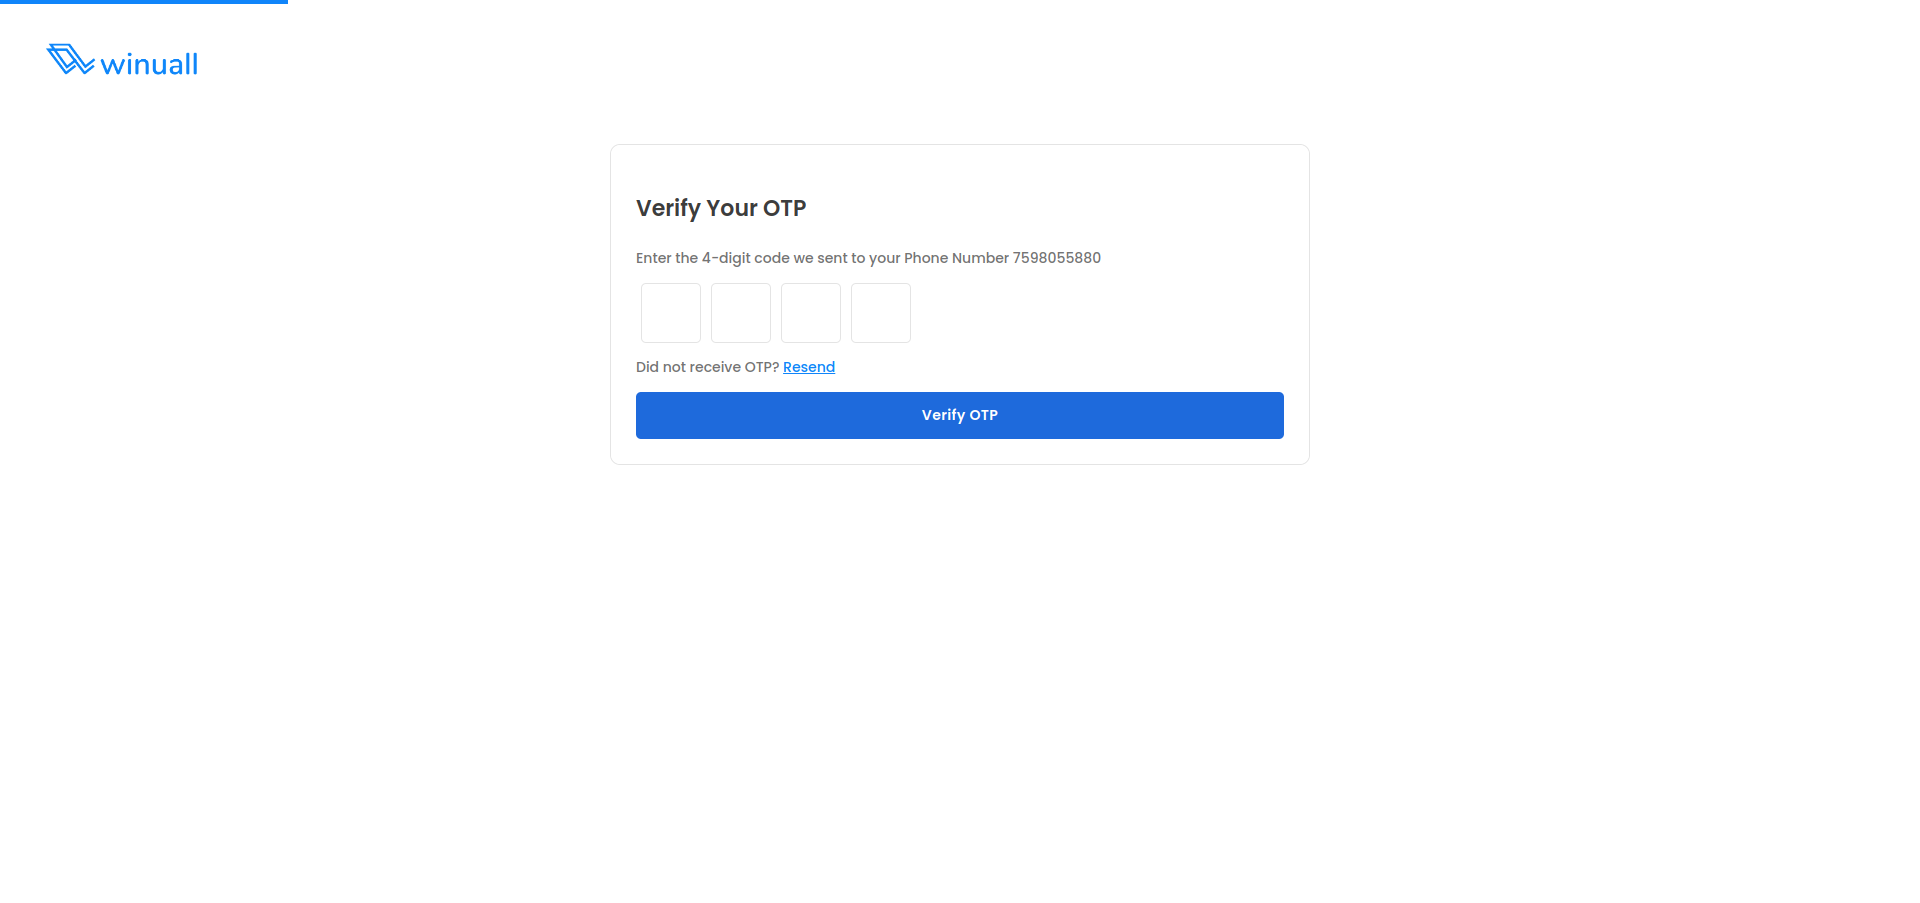 winuall
Verify Your OTP
Enter the 4-digit code we sent to your Phone Number 7598055880
Did not receive OTP? Resend
Verify OTP